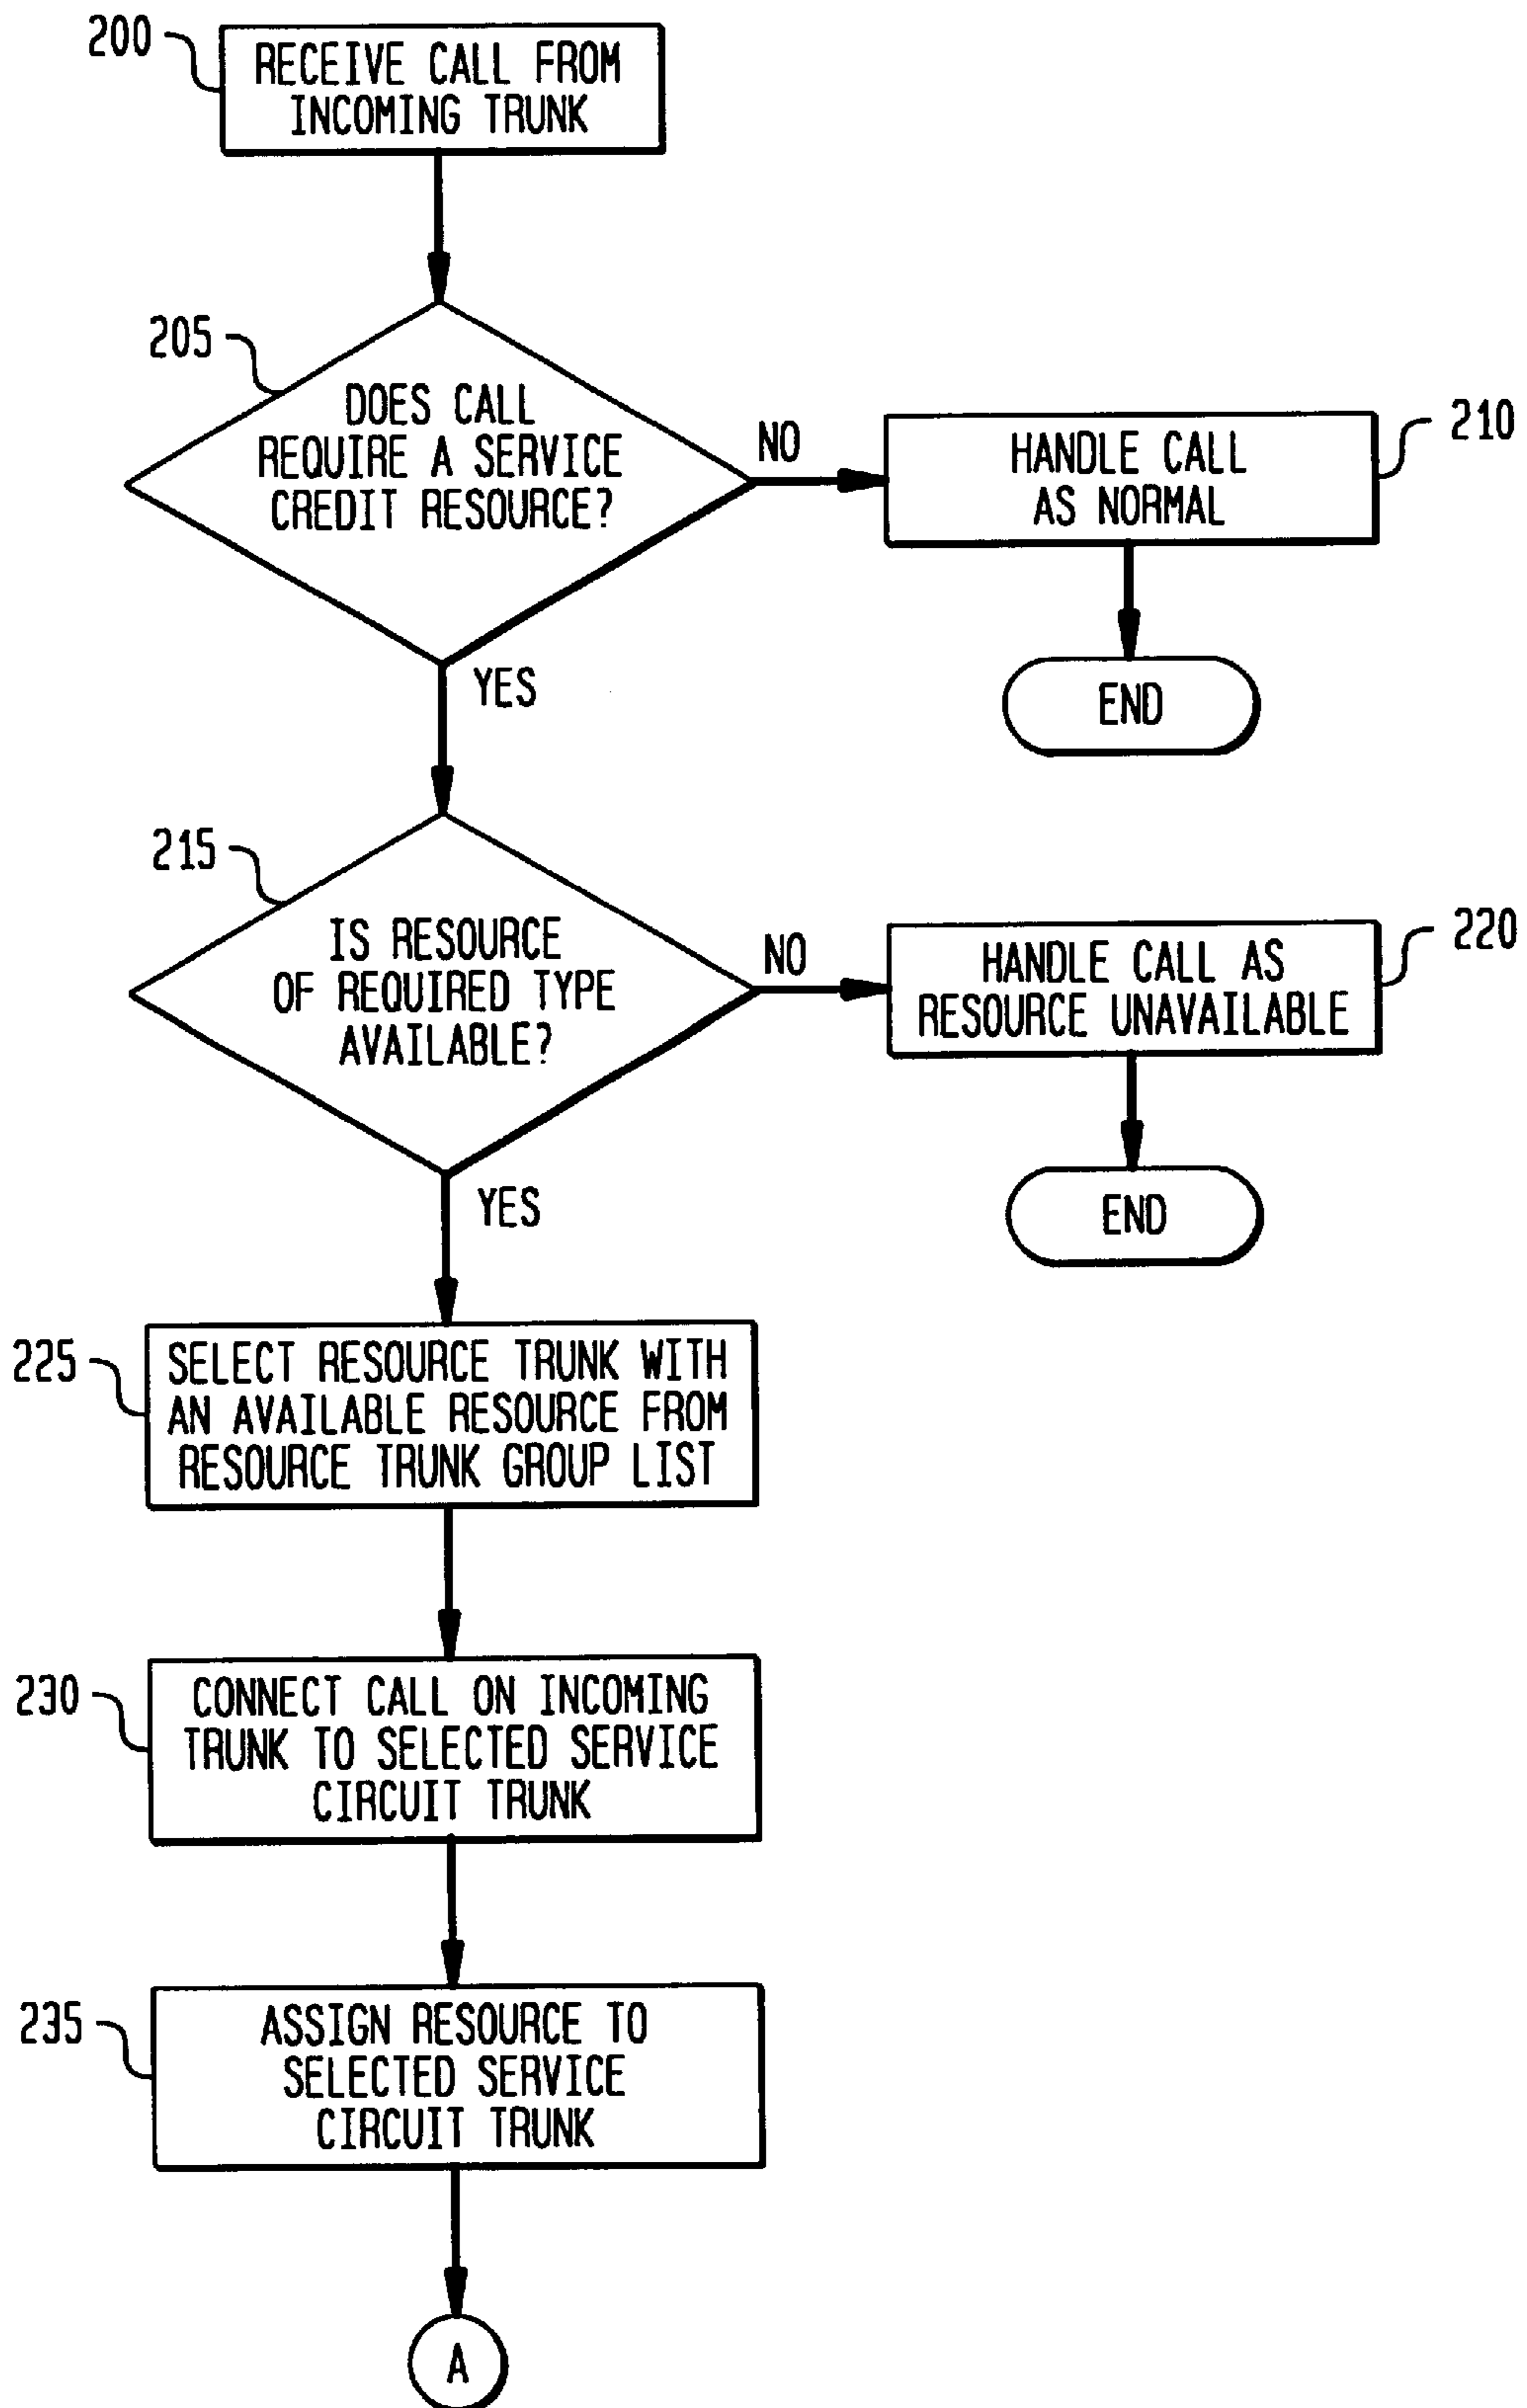 200
RECEIVE CALL FROM
INCOMING TRUNK
205
DOES CALL
REQUIRE A SERVICE
CREDIT RESOURCE?
NO
210
HANDLE CALL
AS NORMAL
END
YES
215
IS RESOURCE
OF REQUIRED TYPE
AVAILABLE?
NO
220
HANDLE CALL AS
RESOURCE UNAVAILABLE
END
YES
225
SELECT RESOURCE TRUNK WITH
AN AVAILABLE RESOURCE FROM
RESOURCE TRUNK GROUP LIST
230
CONNECT CALL ON INCOMING
TRUNK TO SELECTED SERVICE
CIRCUIT TRUNK
235
ASSIGN RESOURCE TO
SELECTED SERVICE
CIRCUIT TRUNK
A